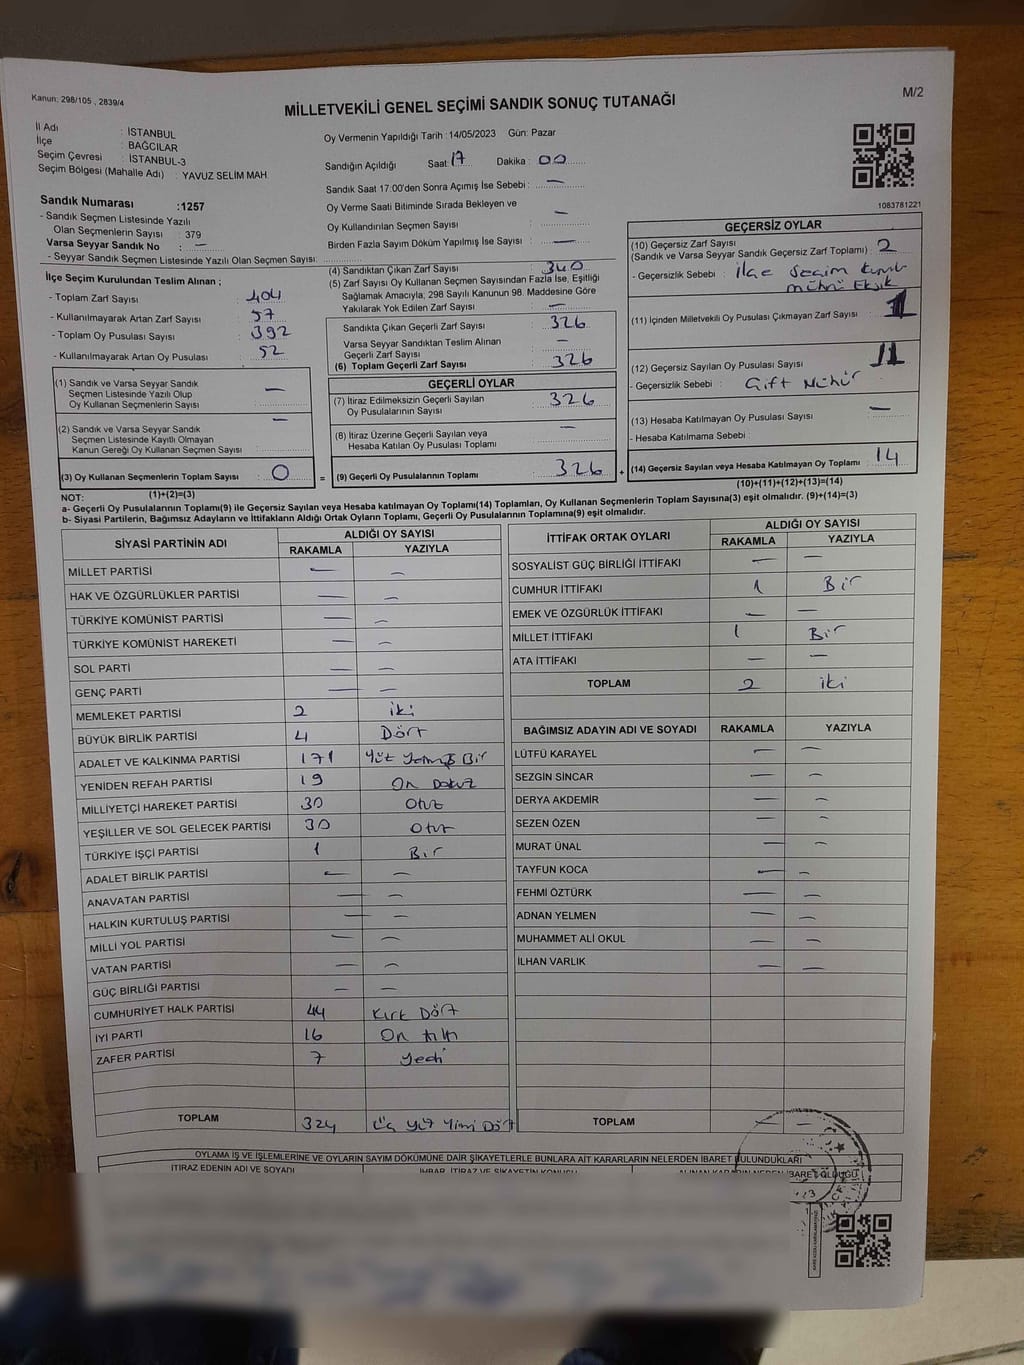 Kanun: 298/105 , 2839/4
MİLLETVEKİLİ GENEL SEÇİMİ SANDIK SONUÇ TUTANAĞI
M/2
İl Adı : İSTANBUL
İlçe : BAĞCILAR
Seçim Çevresi : İSTANBUL-3
Seçim Bölgesi (Mahalle Adı) : YAVUZ SELİM MAH.
Oy Vermenin Yapıldığı Tarih : 14/05/2023 Gün: Pazar
Sandığın Açıldığı Saat : 17 Dakika : 00
Sandık Saat 17:00'den Sonra Açılmış İse Sebebi : —
Oy Verme Saati Bitiminde Sırada Bekleyen ve
Oy Kullandırılan Seçmen Sayısı : —
Birden Fazla Sayım Döküm Yapılmış İse Sayısı : —
1083781221
Sandık Numarası : 1257
- Sandık Seçmen Listesinde Yazılı
Olan Seçmenlerin Sayısı : 379
Varsa Seyyar Sandık No : —
- Seyyar Sandık Seçmen Listesinde Yazılı Olan Seçmen Sayısı:
İlçe Seçim Kurulundan Teslim Alınan ;
- Toplam Zarf Sayısı : 404
- Kullanılmayarak Artan Zarf Sayısı : 57
- Toplam Oy Pusulası : 392
- Kullanılmayarak Artan Oy Pusulası : 52
(1) Sandık ve Varsa Seyyar Sandık
Seçmen Listesinde Yazılı Olup
Oy Kullanan Seçmenlerin Sayısı : —
(2) Sandık ve Varsa Seyyar Sandık
Seçmen Listesinde Kayıtlı Olmayan
Kanun Gereği Oy Kullanan Seçmen Sayısı : —
(3) Oy Kullanan Seçmenlerin Toplam Sayısı : 0
(1)+(2)=(3)
(4) Sandıktan Çıkan Zarf Sayısı : 340
(5) Zarf Sayısı Oy Kullanan Seçmen Sayısından Fazla İse, Eşitliği
Sağlamak Amacıyla, 298 Sayılı Kanunun 98. Maddesine Göre
Yakılarak Yok Edilen Zarf Sayısı : —
Sandıkta Çıkan Geçerli Zarf Sayısı : 326
Varsa Seyyar Sandıktan Teslim Alınan
Geçerli Zarf Sayısı : —
(6) Toplam Geçerli Zarf Sayısı : 326
GEÇERLİ OYLAR
(7) İtiraz Edilmeksizin Geçerli Sayılan
Oy Pusulalarının Sayısı : 326
(8) İtiraz Üzerine Geçerli Sayılan veya
Hesaba Katılan Oy Pusulası Toplamı : —
= (9) Geçerli Oy Pusulalarının Toplamı : 326
GEÇERSİZ OYLAR
(10) Geçersiz Zarf Sayısı
(Sandık ve Varsa Seyyar Sandık Geçersiz Zarf Toplamı) : 2
- Geçersizlik Sebebi : İlçe Seçim Kurulu
mührü Eksik
(11) İçinden Milletvekili Oy Pusulası Çıkmayan Zarf Sayısı : 1
(12) Geçersiz Sayılan Oy Pusulası Sayısı : 11
- Geçersizlik Sebebi : Çift Mühür
(13) Hesaba Katılmayan Oy Pusulası Sayısı : —
- Hesaba Katılmama Sebebi :
+ (14) Geçersiz Sayılan veya Hesaba Katılmayan Oy Toplamı : 14
(10)+(11)+(12)+(13)=(14)
NOT:
a- Geçerli Oy Pusulalarının Toplamı(9) ile Geçersiz Sayılan veya Hesaba Katılmayan Oy Toplamı(14) Toplamları, Oy Kullanan Seçmenlerin Toplam Sayısına(3) eşit olmalıdır. (9)+(14)=(3)
b- Siyasi Partilerin, Bağımsız Adayların ve İttifakların Aldığı Ortak Oyların Toplamı, Geçerli Oy Pusulalarının Toplamına(9) eşit olmalıdır.
SİYASİ PARTİNİN ADI ALDIĞI OY SAYISI
RAKAMLA YAZIYLA
MİLLET PARTİSİ — —
HAK VE ÖZGÜRLÜKLER PARTİSİ — —
TÜRKİYE KOMÜNİST PARTİSİ — —
TÜRKİYE KOMÜNİST HAREKETİ — —
SOL PARTİ — —
GENÇ PARTİ — —
MEMLEKET PARTİSİ 2 iki
BÜYÜK BİRLİK PARTİSİ 4 Dört
ADALET VE KALKINMA PARTİSİ 171 Yüz Yetmiş Bir
YENİDEN REFAH PARTİSİ 19 On Dokuz
MİLLİYETÇİ HAREKET PARTİSİ 30 Otuz
YEŞİLLER VE SOL GELECEK PARTİSİ 30 Otuz
TÜRKİYE İŞÇİ PARTİSİ 1 Bir
ADALET BİRLİK PARTİSİ — —
ANAVATAN PARTİSİ — —
HALKIN KURTULUŞ PARTİSİ — —
MİLLİ YOL PARTİSİ — —
VATAN PARTİSİ — —
GÜÇ BİRLİĞİ PARTİSİ — —
CUMHURİYET HALK PARTİSİ 44 Kırk Dört
İYİ PARTİ 16 On Altı
ZAFER PARTİSİ 7 Yedi
TOPLAM 324 Üç Yüz Yirmi Dört
İTTİFAK ORTAK OYLARI ALDIĞI OY SAYISI
RAKAMLA YAZIYLA
SOSYALİST GÜÇ BİRLİĞİ İTTİFAKI — —
CUMHUR İTTİFAKI 1 Bir
EMEK VE ÖZGÜRLÜK İTTİFAKI — —
MİLLET İTTİFAKI 1 Bir
ATA İTTİFAKI — —
TOPLAM 2 iki
BAĞIMSIZ ADAYIN ADI VE SOYADI RAKAMLA YAZIYLA
LÜTFÜ KARAYEL — —
SEZGİN SİNCAR — —
DERYA AKDEMİR — —
SEZEN ÖZEN — —
MURAT ÜNAL — —
TAYFUN KOCA — —
FEHMİ ÖZTÜRK — —
ADNAN YELMEN — —
MUHAMMET ALİ OKUL — —
İLHAN VARLIK — —
TOPLAM — —
OYLAMA İŞ VE İŞLEMLERİNE VE OYLARIN SAYIM DÖKÜMÜNE DAİR ŞİKAYETLERLE BUNLARA AİT KARARLARIN NELERDEN İBARET BULUNDUKLARI
İTİRAZ EDENİN ADI VE SOYADI İHBAR, İTİRAZ VE ŞİKAYETİN KONUSU ALINAN KARARIN NEDEN İBARET OLDUĞU